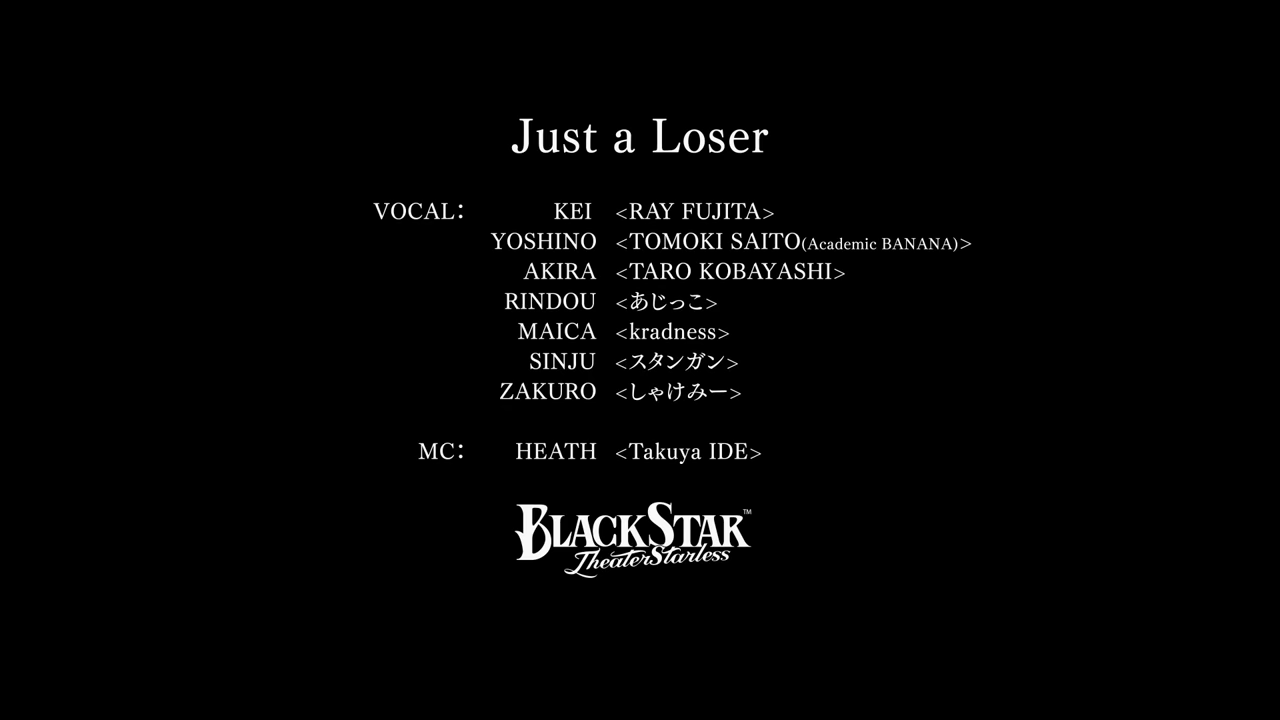 Just a Loser
VOCAL: KEI <RAY FUJITA>
YOSHINO <TOMOKI SAITO(Academic BANANA)>
AKIRA <TARO KOBAYASHI>
RINDOU <あじっこ>
MAICA <kradness>
SINJU <スタンガン>
ZAKURO <しゃけみー>
MC: HEATH <Takuya IDE>
BLACKSTAR™
TheaterStarless